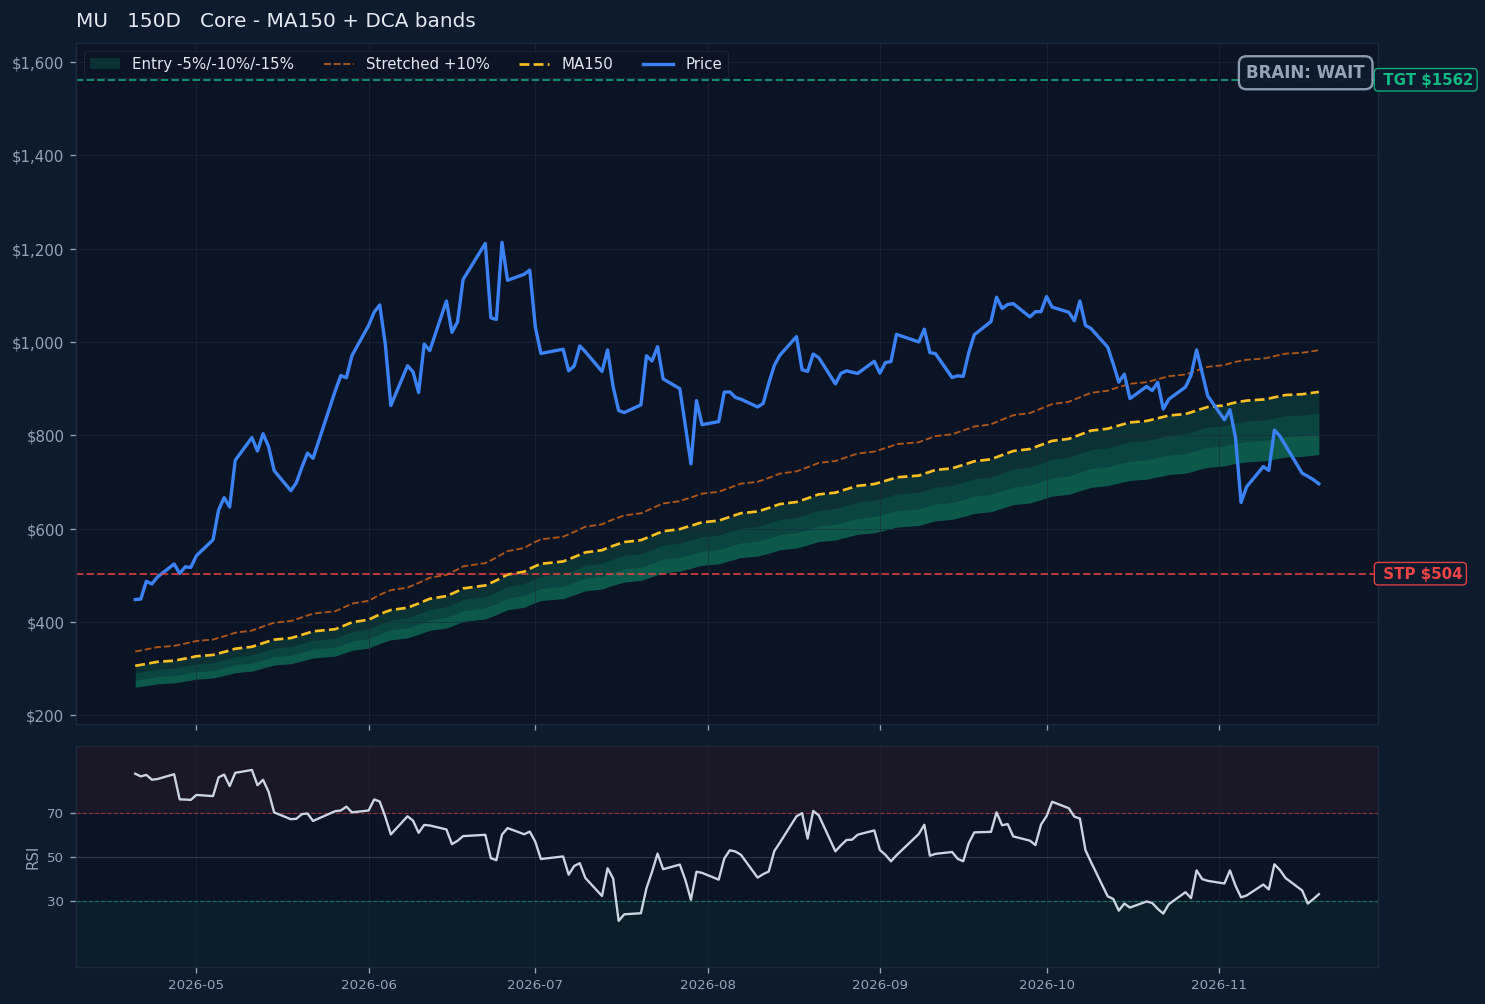 MU   150D   Core - MA150 + DCA bands
Entry -5%/-10%/-15%
Stretched +10%
MA150
Price
BRAIN: WAIT
TGT $1562
STP $504
$1,600
$1,400
$1,200
$1,000
$800
$600
$400
$200
RSI
70
50
30
2026-05
2026-06
2026-07
2026-08
2026-09
2026-10
2026-11